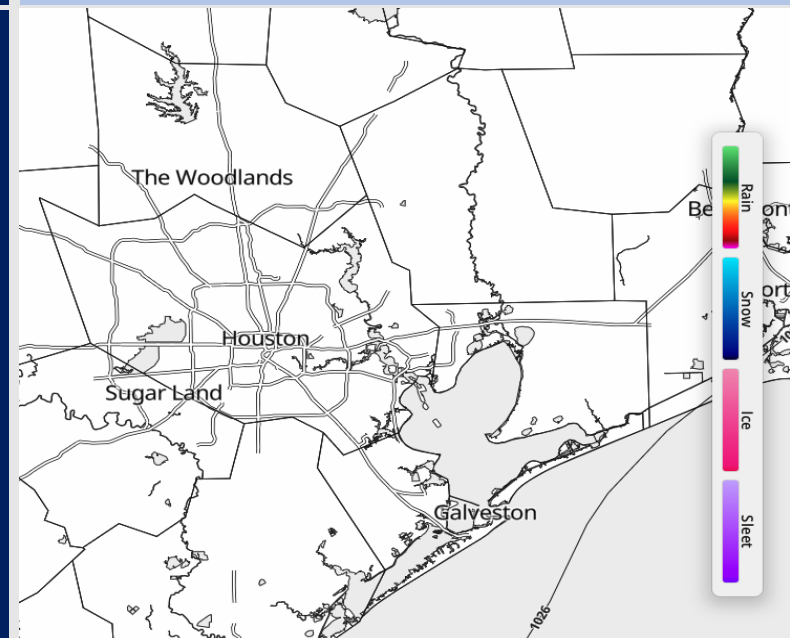 The Woodlands
Houston
Sugar Land
Galveston
1026
Rain
Snow
Ice
Sleet